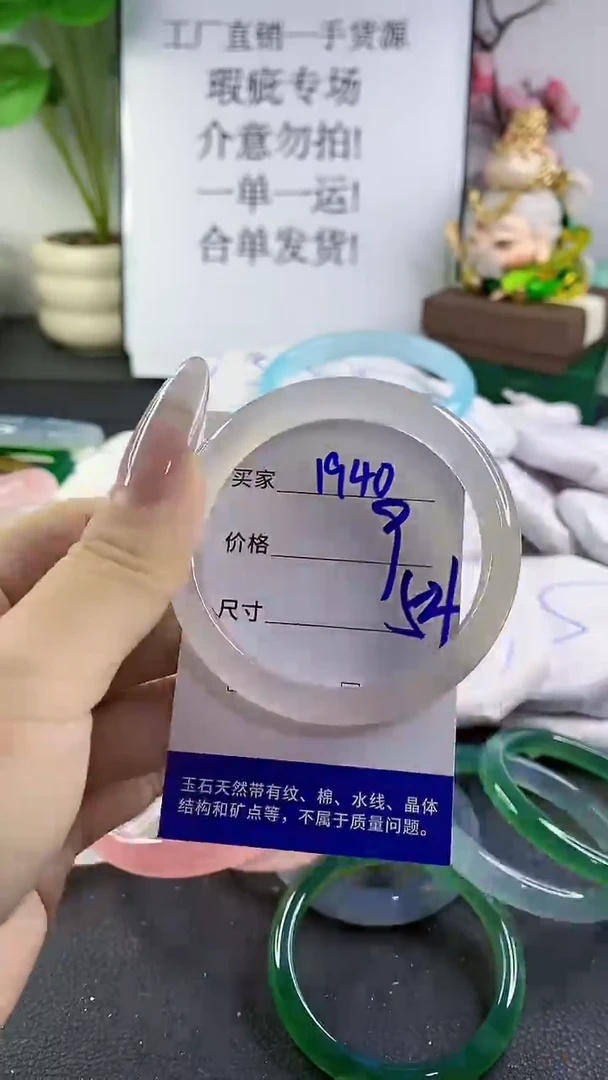 工厂直销一手货源
瑕疵专场
介意勿拍!
一单一运!
合单发货!
买家 1940
价格 9
尺寸 54
玉石天然带有纹、棉、水线、晶体
结构和矿点等，不属于质量问题。